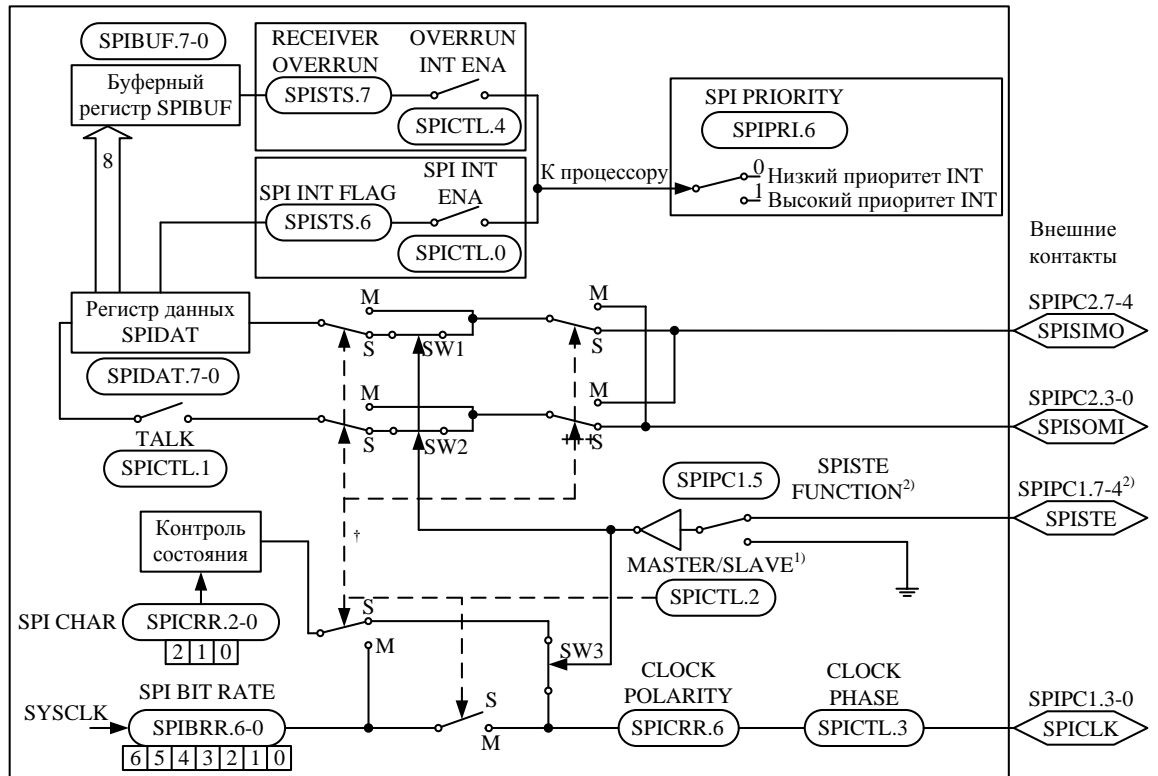 SPIBUF.7-0
Буферный
регистр SPIBUF
8
RECEIVER
OVERRUN
SPISTS.7
OVERRUN
INT ENA
SPICTL.4
SPI INT FLAG
SPISTS.6
SPI INT
ENA
SPICTL.0
К процессору
SPI PRIORITY
SPIPRI.6
0
Низкий приоритет INT
1
Высокий приоритет INT
Внешние
контакты
Регистр данных
SPIDAT
SPIDAT.7-0
TALK
SPICTL.1
M
S
SW1
M
S
M
S
SW2
M
S
SPIPC2.7-4
SPISIMO
SPIPC2.3-0
SPISOMI
SPIPC1.5
SPISTE
FUNCTION2)
SPIPC1.7-42)
SPISTE
†
MASTER/SLAVE1)
SPICTL.2
Контроль
состояния
SPI CHAR
SPICRR.2-0
2 1 0
S
M
SW3
SPI BIT RATE
SYSCLK
SPIBRR.6-0
6 5 4 3 2 1 0
S
M
CLOCK
POLARITY
SPICRR.6
CLOCK
PHASE
SPICTL.3
SPIPC1.3-0
SPICLK